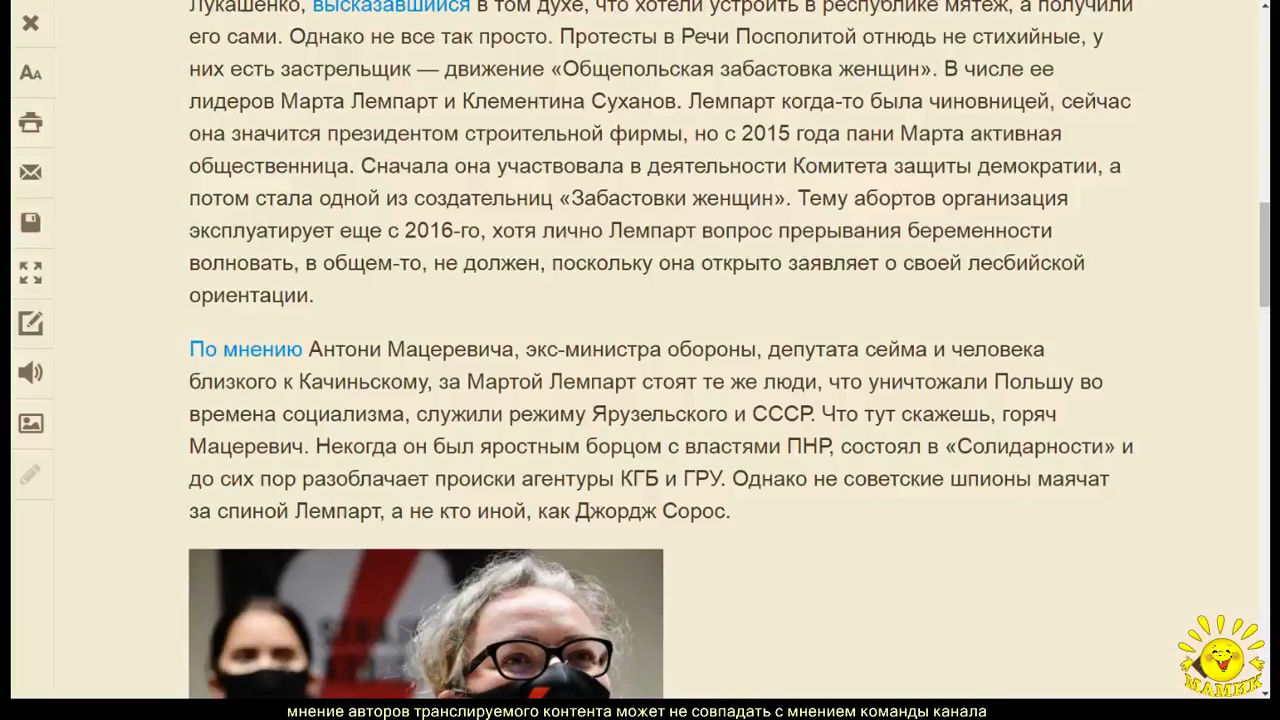 Лукашенко, высказавшийся в том духе, что хотели устроить в республике мятеж, а получили
его сами. Однако не все так просто. Протесты в Речи Посполитой отнюдь не стихийные, у
них есть застрельщик — движение «Общепольская забастовка женщин». В числе ее
лидеров Марта Лемпарт и Клементина Суханов. Лемпарт когда-то была чиновницей, сейчас
она значится президентом строительной фирмы, но с 2015 года пани Марта активная
общественница. Сначала она участвовала в деятельности Комитета защиты демократии, а
потом стала одной из создательниц «Забастовки женщин». Тему абортов организация
эксплуатирует еще с 2016-го, хотя лично Лемпарт вопрос прерывания беременности
волновать, в общем-то, не должен, поскольку она открыто заявляет о своей лесбийской
ориентации.
По мнению Антони Мацеревича, экс-министра обороны, депутата сейма и человека
близкого к Качиньскому, за Мартой Лемпарт стоят те же люди, что уничтожали Польшу во
времена социализма, служили режиму Ярузельского и СССР. Что тут скажешь, горяч
Мацеревич. Некогда он был яростным борцом с властями ПНР, состоял в «Солидарности» и
до сих пор разоблачает происки агентуры КГБ и ГРУ. Однако не советские шпионы маячат
за спиной Лемпарт, а не кто иной, как Джордж Сорос.
МАМИК
мнение авторов транслируемого контента может не совпадать с мнением команды канала